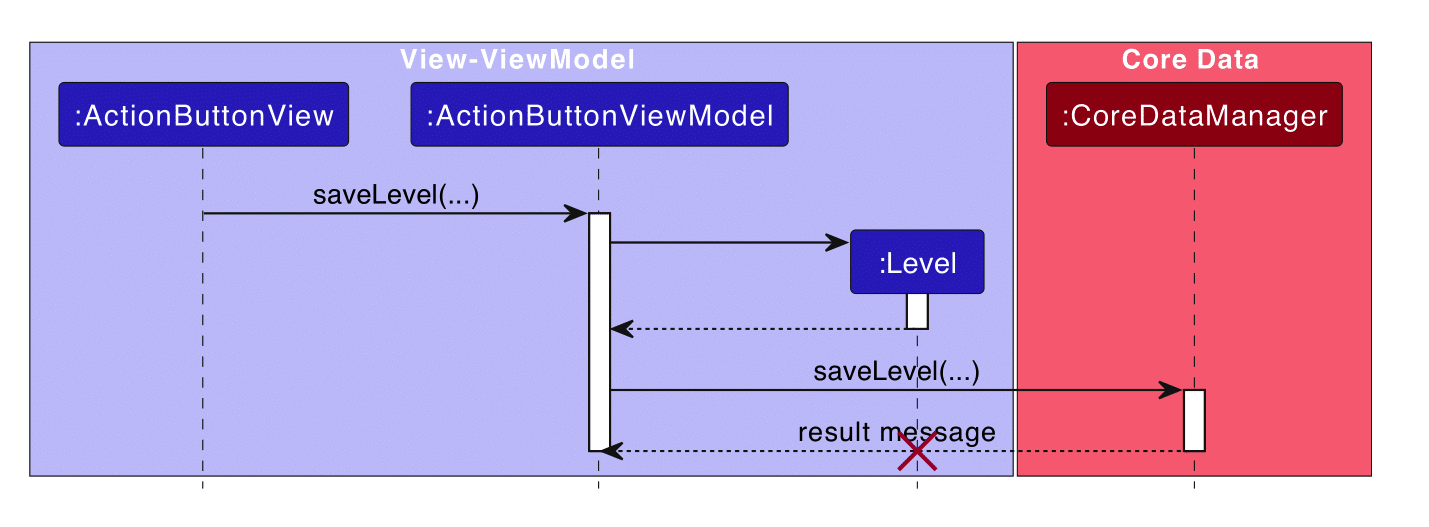 View-ViewModel
Core Data
:ActionButtonView
:ActionButtonViewModel
:CoreDataManager
saveLevel(...)
:Level
saveLevel(...)
result message